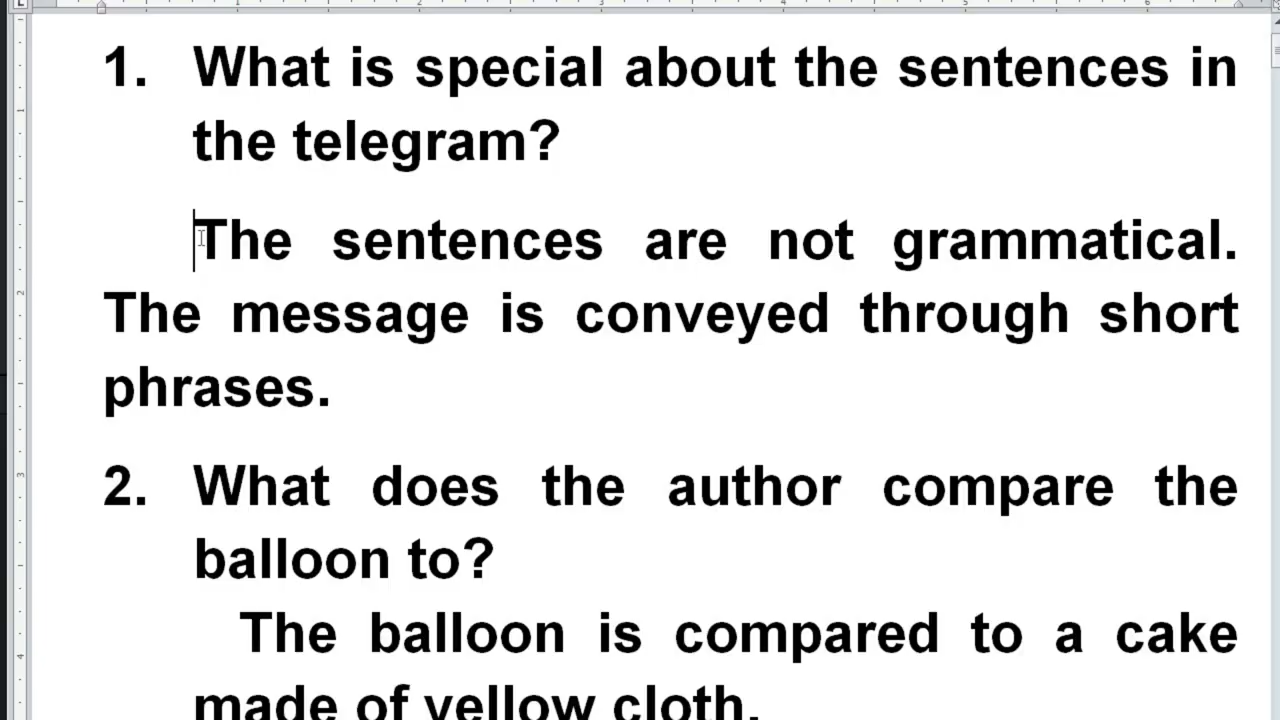 1. What is special about the sentences in
the telegram?
The sentences are not grammatical.
The message is conveyed through short
phrases.
2. What does the author compare the
balloon to?
The balloon is compared to a cake
made of yellow cloth.